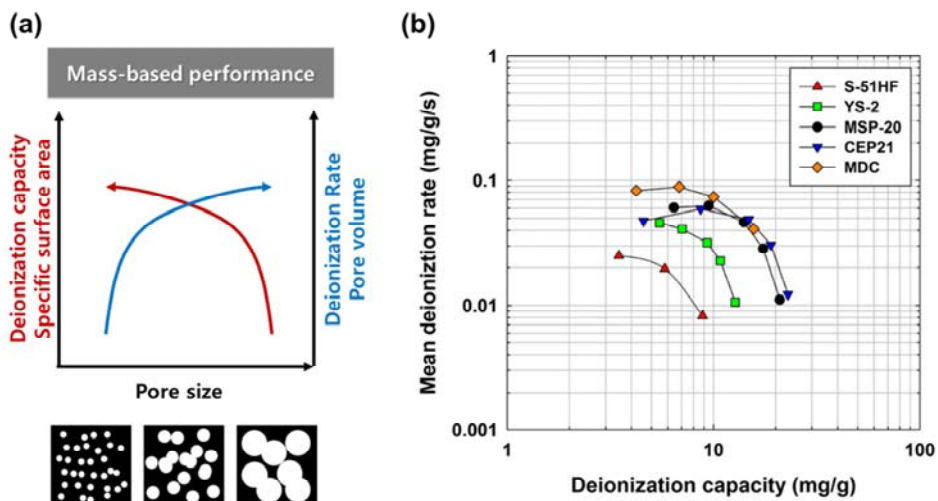 (a)
Mass-based performance
Deionization capacity
Specific surface area
Deionization Rate
Pore volume
Pore size
(b)
Mean deioniztion rate (mg/g/s)
1
0.1
0.01
0.001
S-51HF
YS-2
MSP-20
CEP21
MDC
1
10
100
Deionization capacity (mg/g)